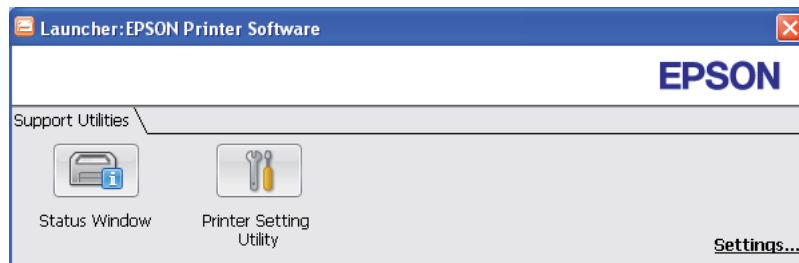 Launcher:EPSON Printer Software
EPSON
Support Utilities
Status Window
Printer Setting
Utility
Settings...